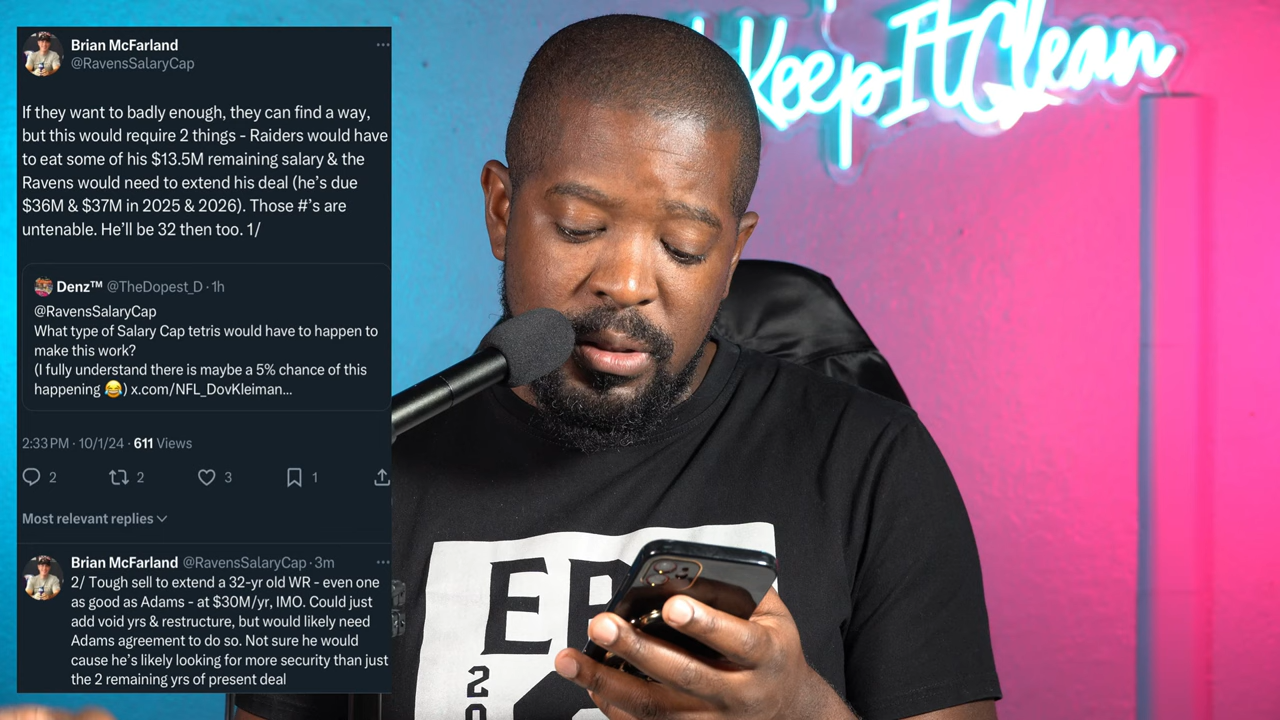 Brian McFarland
@RavensSalaryCap
If they want to badly enough, they can find a way,
but this would require 2 things - Raiders would have
to eat some of his $13.5M remaining salary & the
Ravens would need to extend his deal (he's due
$36M & $37M in 2025 & 2026). Those #'s are
untenable. He'll be 32 then too. 1/
Denz™ @TheDopest_D · 1h
@RavensSalaryCap
What type of Salary Cap tetris would have to happen to
make this work?
(I fully understand there is maybe a 5% chance of this
happening 😂) x.com/NFL_DovKleiman...
2:33 PM · 10/1/24 · 611 Views
2 2 3 1
Most relevant replies
Brian McFarland @RavensSalaryCap · 3m
2/ Tough sell to extend a 32-yr old WR - even one
as good as Adams - at $30M/yr, IMO. Could just
add void yrs & restructure, but would likely need
Adams agreement to do so. Not sure he would
cause he's likely looking for more security than just
the 2 remaining yrs of present deal
KeepItClean